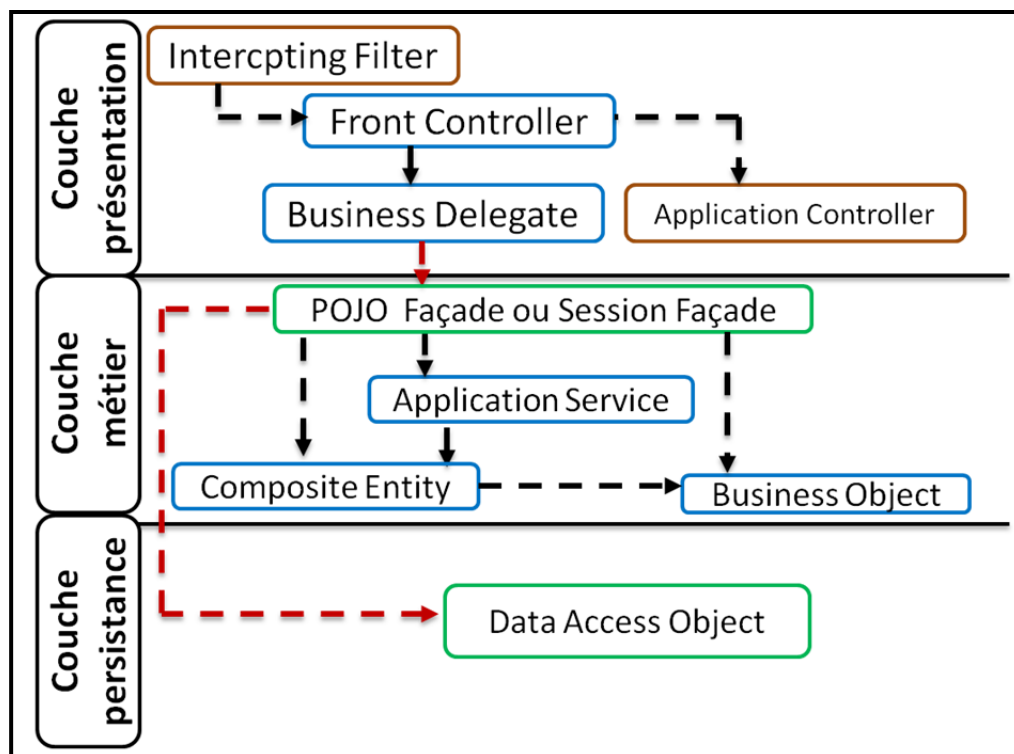 Couche
présentation
Intercpting Filter
Front Controller
Business Delegate
Application Controller
Couche
métier
POJO Façade ou Session Façade
Application Service
Composite Entity
Business Object
Couche
persistance
Data Access Object